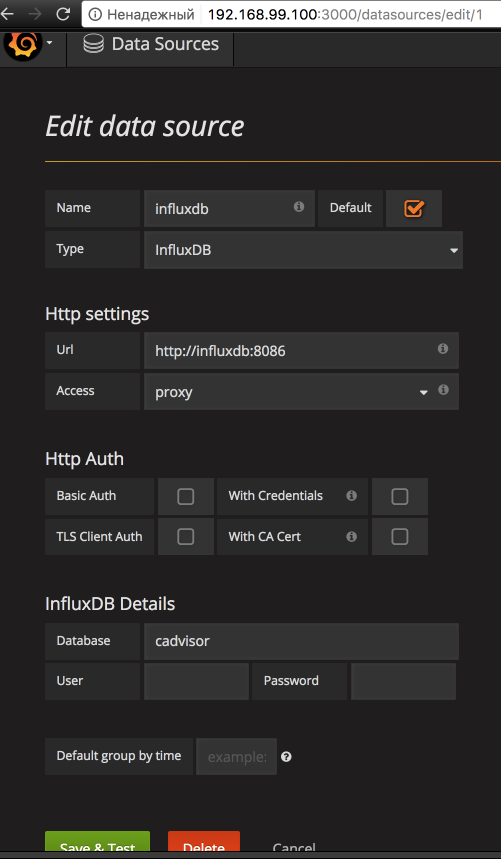 Ненадежный 192.168.99.100:3000/datasources/edit/1
Data Sources
Edit data source
Name influxdb Default
Type InfluxDB
Http settings
Url http://influxdb:8086
Access proxy
Http Auth
Basic Auth With Credentials
TLS Client Auth With CA Cert
InfluxDB Details
Database cadvisor
User Password
Default group by time example:
Save & Test Delete Cancel